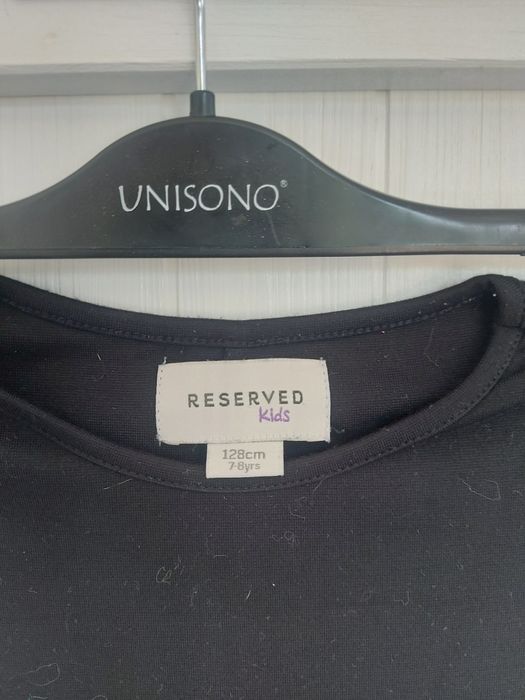 UNISONO®
RESERVED
Kids
128cm
7-8yrs